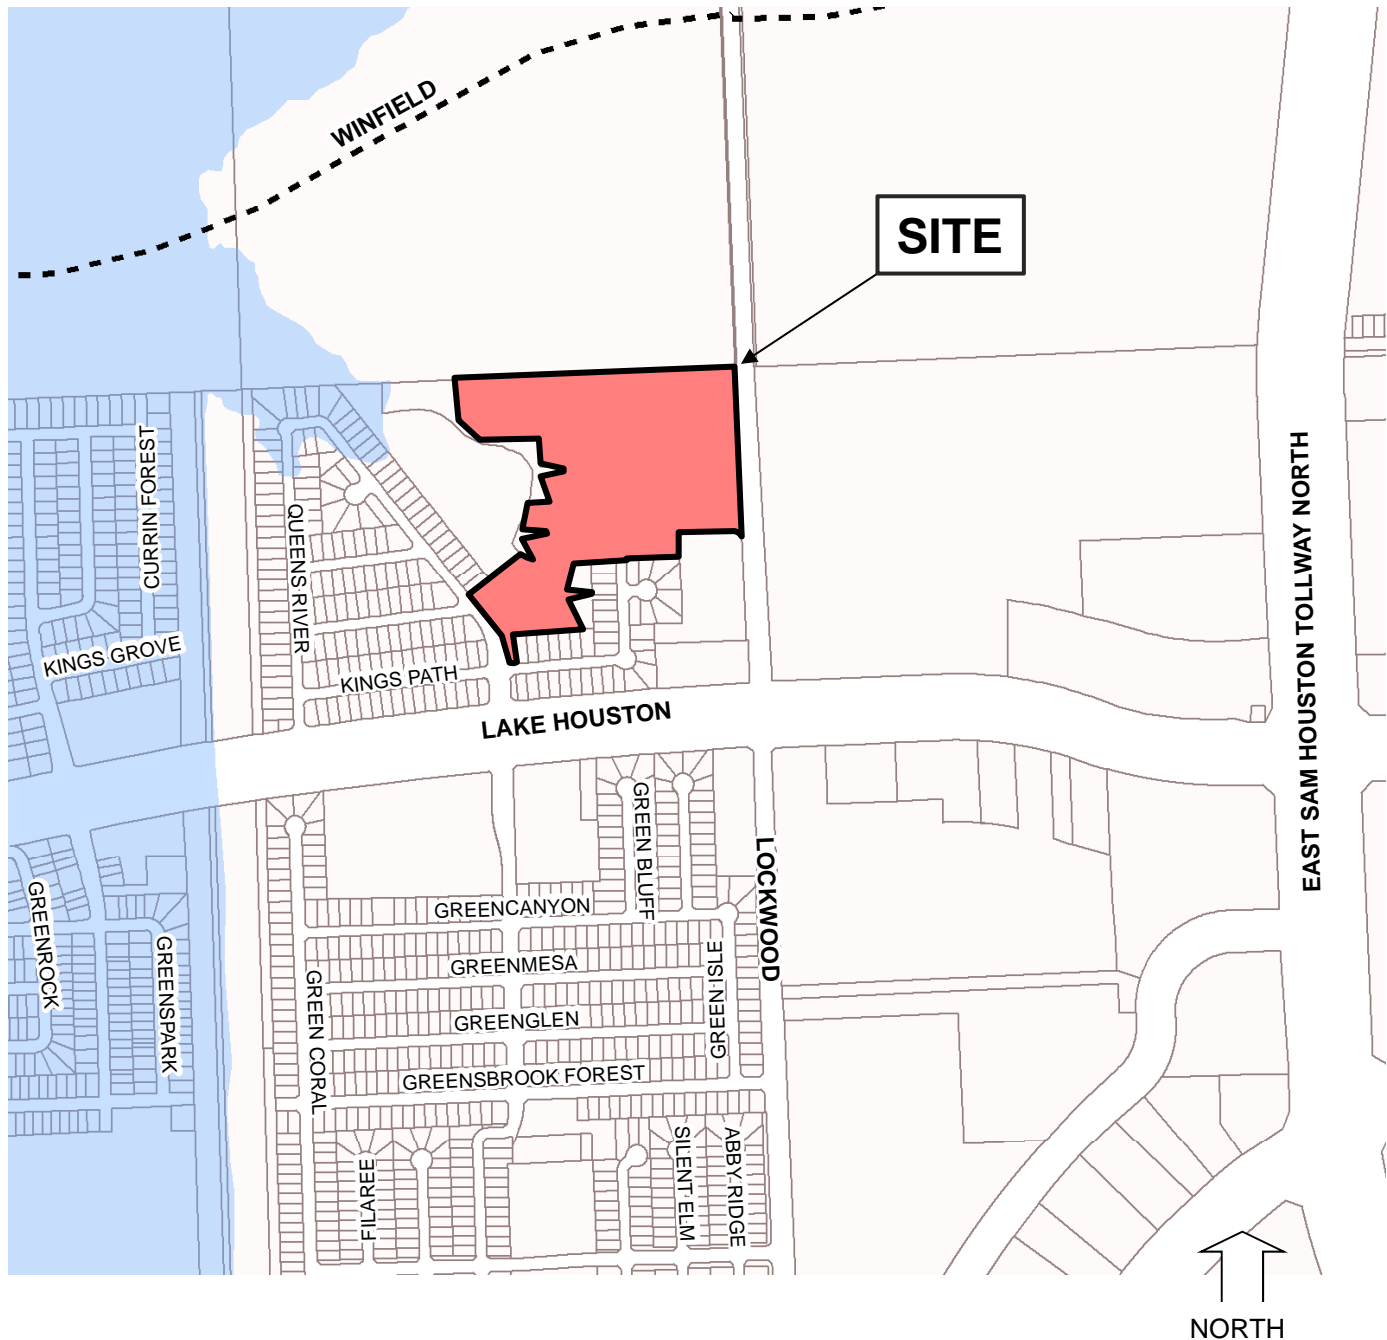 WINFIELD
SITE
CURRIN FOREST
QUEENS RIVER
KINGS GROVE
KINGS PATH
LAKE HOUSTON
EAST SAM HOUSTON TOLLWAY NORTH
GREEN BLUFF
LOCKWOOD
GREENROCK
GREENSPARK
GREENCANYON
GREENMESA
GREEN ISLE
GREEN CORAL
GREENGLEN
GREENSBROOK FOREST
FILAREE
SILENT ELM
ABBY RIDGE
NORTH